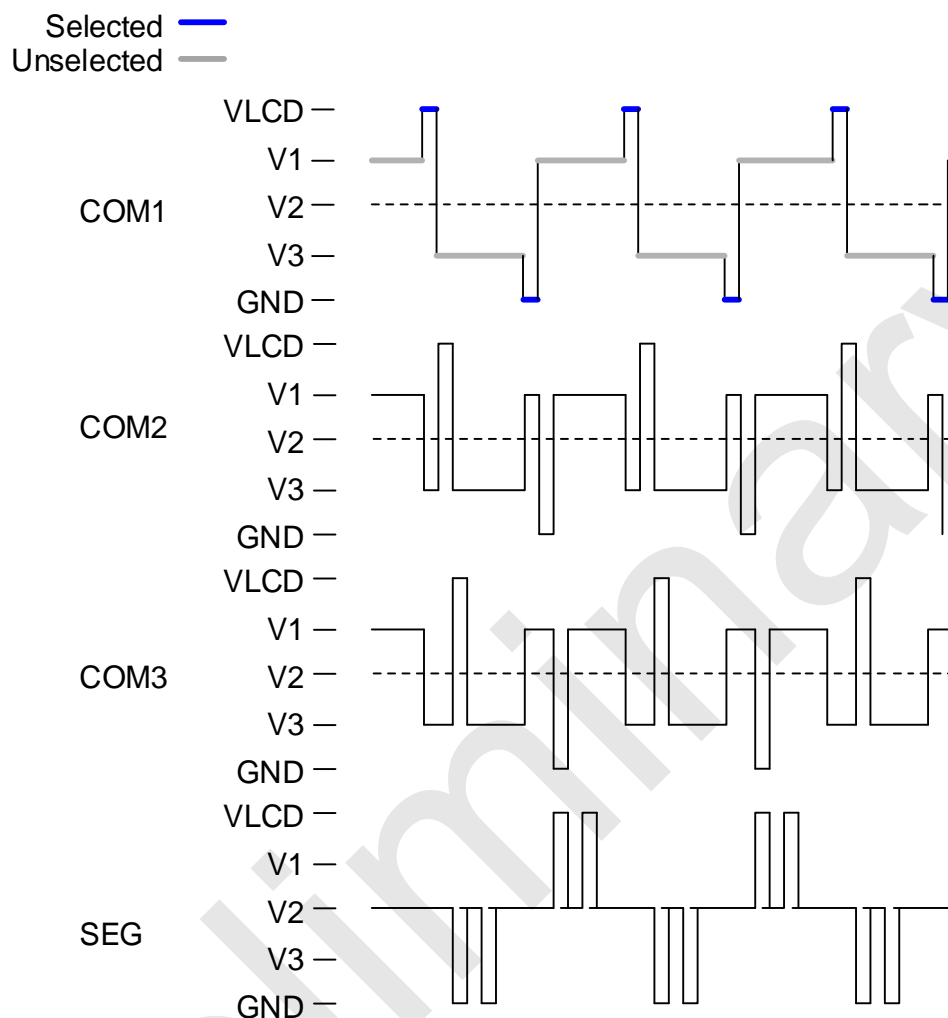 Selected
Unselected
VLCD
V1
COM1
V2
V3
GND
VLCD
V1
COM2
V2
V3
GND
VLCD
V1
COM3
V2
V3
GND
VLCD
V1
V2
SEG
V3
GND